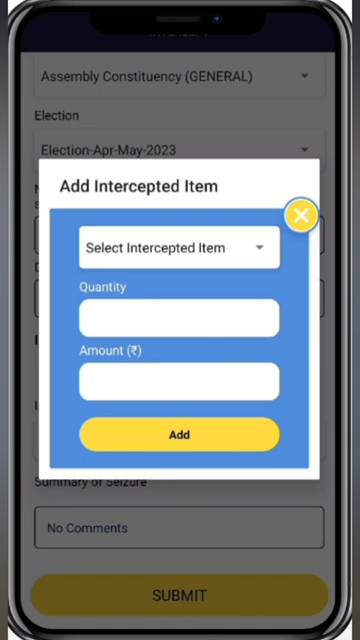 Assembly Constituency (GENERAL)
Election
Election-Apr-May-2023
Add Intercepted Item
Select Intercepted Item
Quantity
Amount (₹)
Add
Summary of Seizure
No Comments
SUBMIT